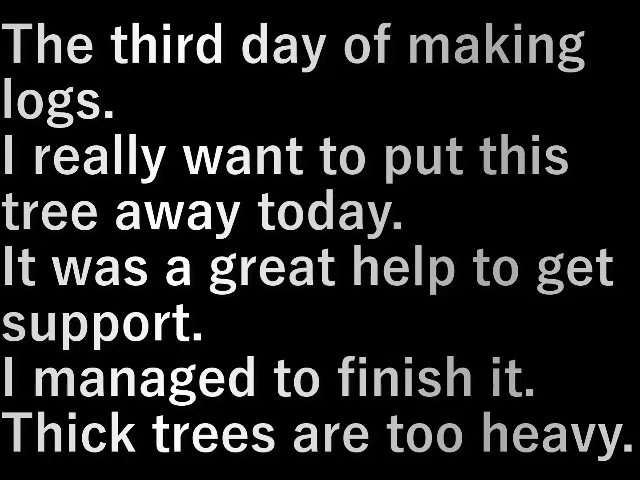 The third day of making
logs.
I really want to put this
tree away today.
It was a great help to get
support.
I managed to finish it.
Thick trees are too heavy.